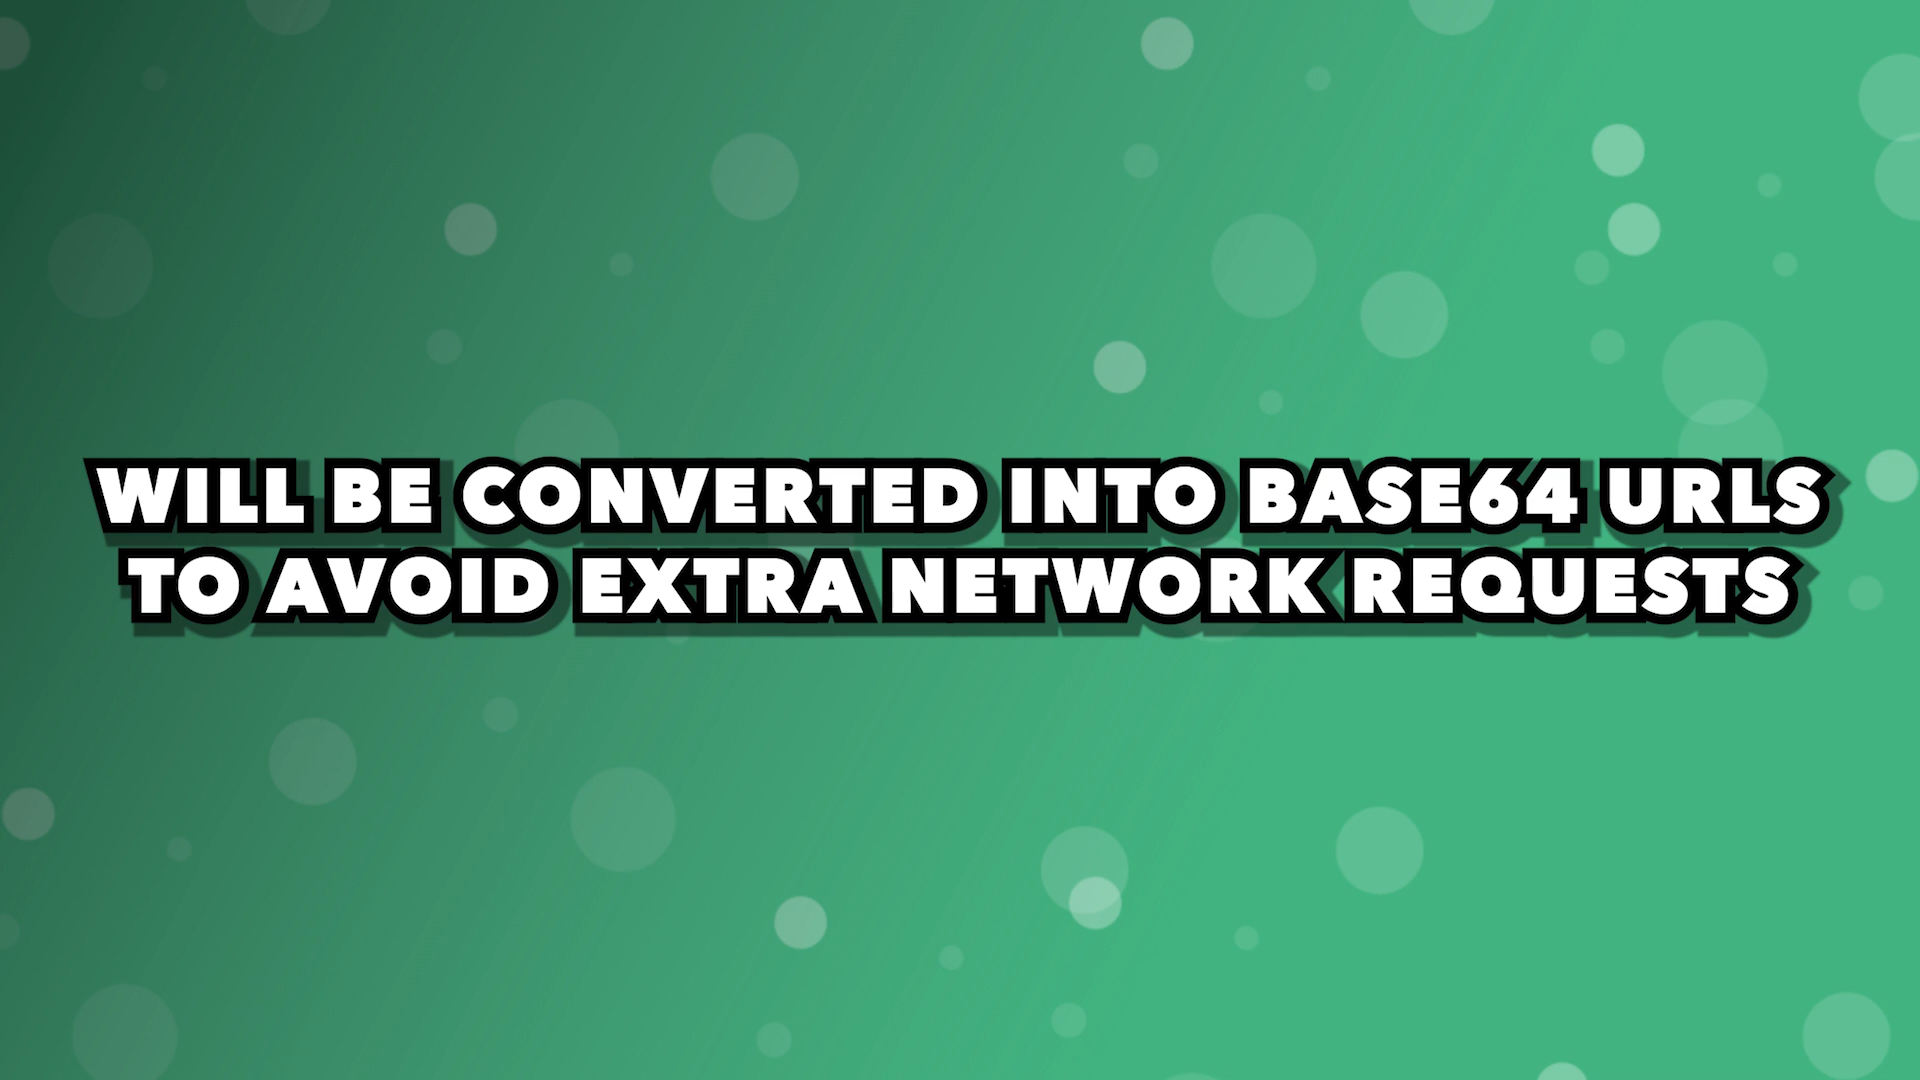 WILL BE CONVERTED INTO BASE64 URLS
TO AVOID EXTRA NETWORK REQUESTS